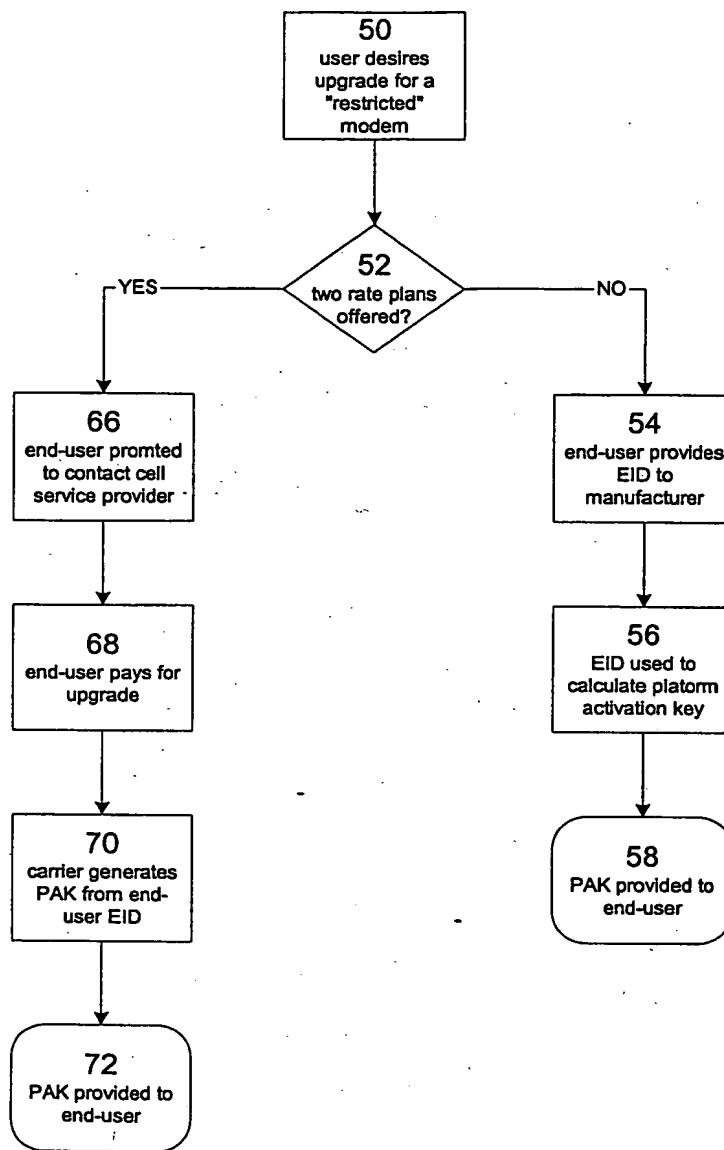 50
user desires
upgrade for a
"restricted"
modem
52
two rate plans
offered?
YES
NO
66
end-user promted
to contact cell
service provider
54
end-user provides
EID to
manufacturer
68
end-user pays for
upgrade
56
EID used to
calculate platorm
activation key
70
carrier generates
PAK from end-
user EID
58
PAK provided to
end-user
72
PAK provided to
end-user